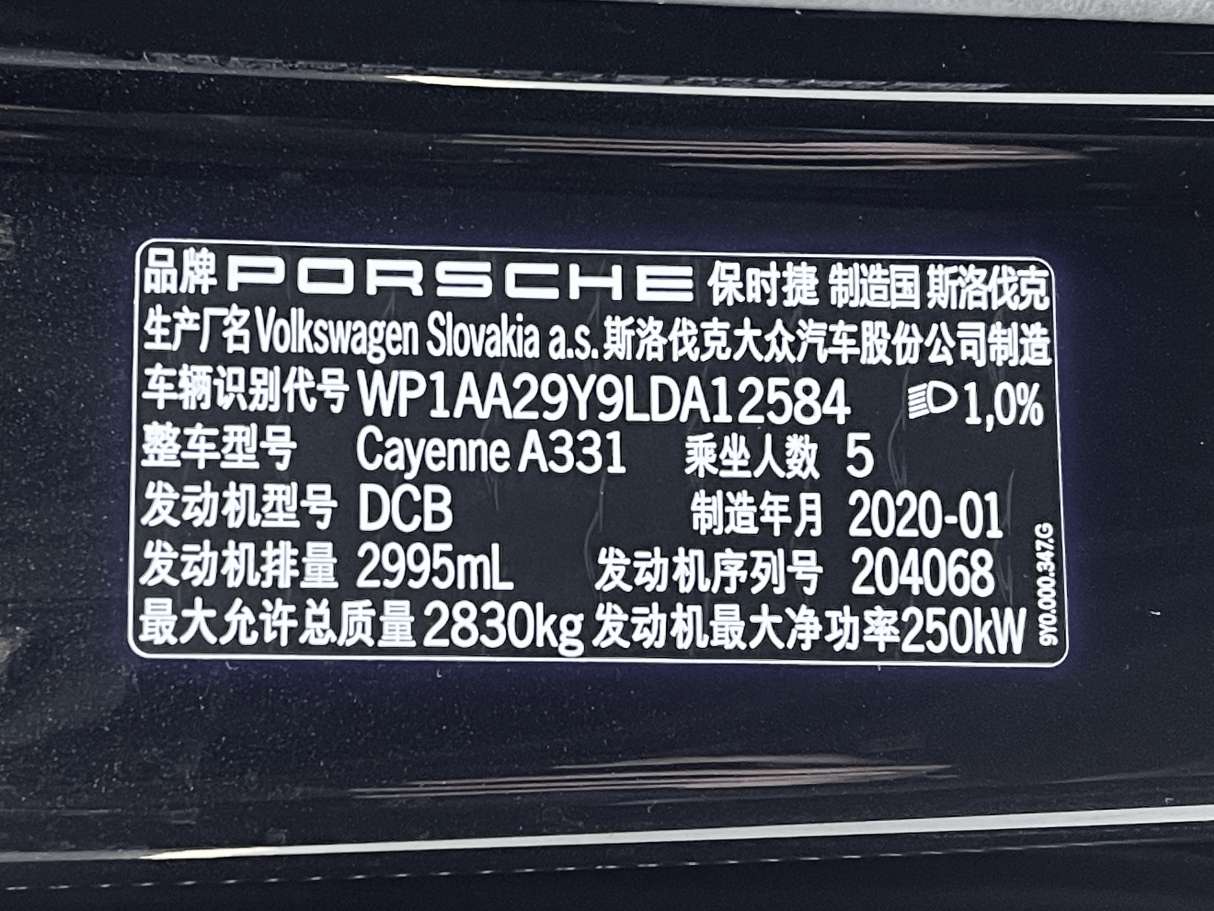 品牌 PORSCHE 保时捷 制造国 斯洛伐克
生产厂名 Volkswagen Slovakia a.s. 斯洛伐克大众汽车股份公司制造
车辆识别代号 WP1AA29Y9LDA12584 1,0%
整车型号 Cayenne A331 乘坐人数 5
发动机型号 DCB 制造年月 2020-01
发动机排量 2995mL 发动机序列号 204068
最大允许总质量 2830kg 发动机最大净功率 250kW
9Y0.000.347.G